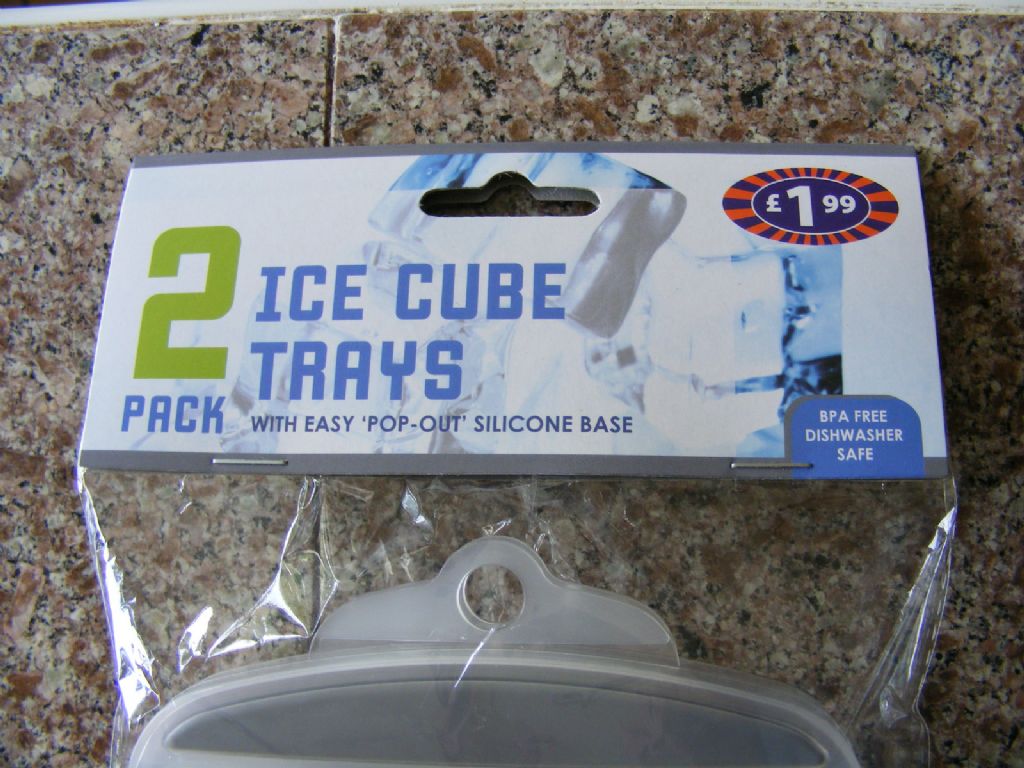 £1 99
2
PACK
ICE CUBE
TRAYS
WITH EASY 'POP-OUT' SILICONE BASE
BPA FREE
DISHWASHER
SAFE